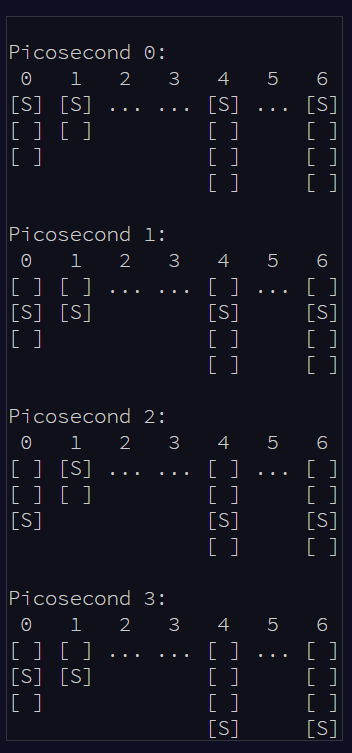 Picosecond 0:
 0  1  2  3  4  5  6
[S] [S] ... ... [S] ... [S]
[ ] [ ]         [ ]     [ ]
[ ]             [ ]     [ ]
                [ ]     [ ]
Picosecond 1:
 0  1  2  3  4  5  6
[ ] [ ] ... ... [ ] ... [ ]
[S] [S]         [S]     [S]
[ ]             [ ]     [ ]
                [ ]     [ ]
Picosecond 2:
 0  1  2  3  4  5  6
[ ] [S] ... ... [ ] ... [ ]
[ ] [ ]         [ ]     [ ]
[S]             [S]     [S]
                [ ]     [ ]
Picosecond 3:
 0  1  2  3  4  5  6
[ ] [ ] ... ... [ ] ... [ ]
[S] [S]         [ ]     [ ]
[ ]             [ ]     [ ]
                [S]     [S]